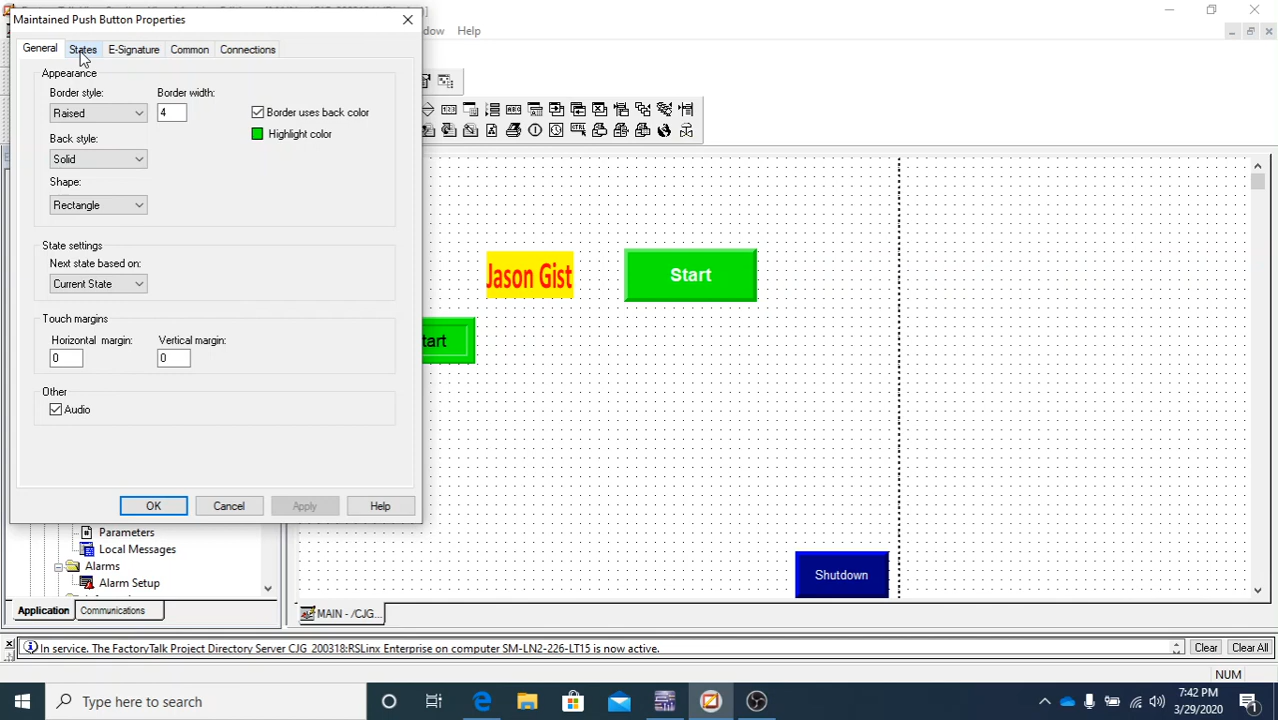 Maintained Push Button Properties
General States E-Signature Common Connections
Appearance
Border style: Border width:
Raised 4 Border uses back color
Highlight color
Back style:
Solid
Shape:
Rectangle
State settings
Next state based on:
Current State
Touch margins
Horizontal margin: Vertical margin:
0 0
Other
Audio
OK Cancel Apply Help
Help
Jason Gist
Start
tart
Shutdown
Parameters
Local Messages
Alarms
Alarm Setup
Application Communications
MAIN - /CJG...
In service. The FactoryTalk Project Directory Server CJG_200318:RSLinx Enterprise on computer SM-LN2-226-LT15 is now active.
Clear Clear All
NUM
Type here to search
7:42 PM
3/29/2020
1